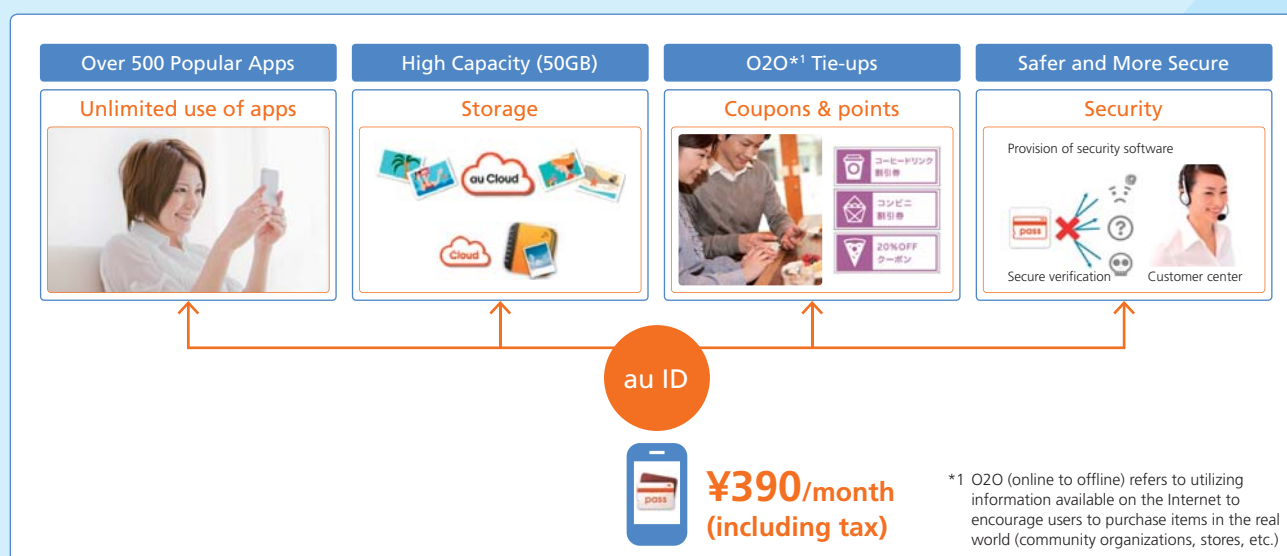 Over 500 Popular Apps
Unlimited use of apps
High Capacity (50GB)
Storage
au Cloud
Cloud
O2O*1 Tie-ups
Coupons & points
コーヒードリンク
割引券
コンビニ
割引券
20%OFF
クーポン
Safer and More Secure
Security
Provision of security software
pass
?
Secure verification
Customer center
au ID
pass
¥390/month
(including tax)
*1 O2O (online to offline) refers to utilizing
information available on the Internet to
encourage users to purchase items in the real
world (community organizations, stores, etc.)